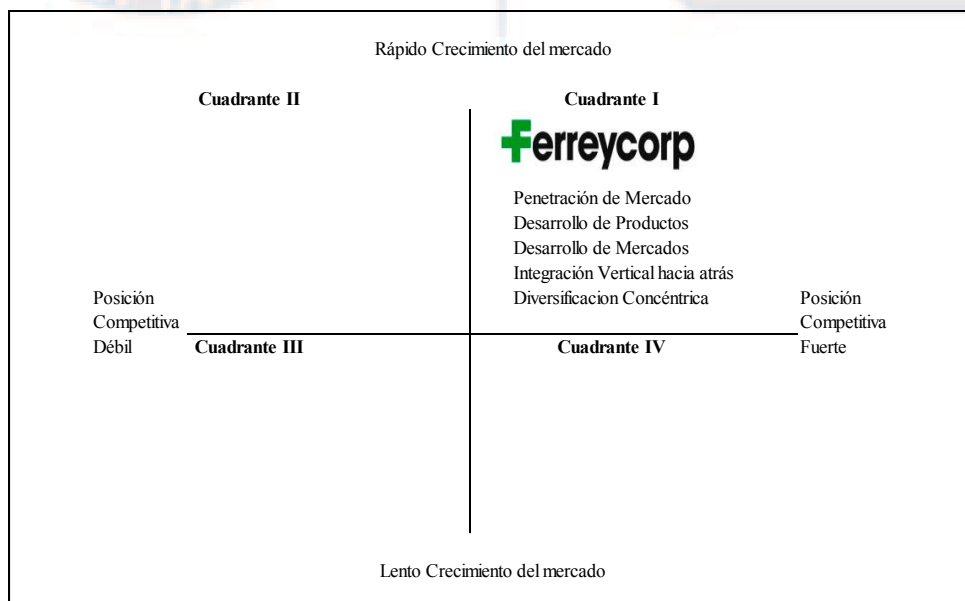 Rápido Crecimiento del mercado
Cuadrante II
Cuadrante I
Ferreycorp
Penetración de Mercado
Desarrollo de Productos
Desarrollo de Mercados
Integración Vertical hacia atrás
Diversificacion Concéntrica
Posición
Competitiva
Débil
Posición
Competitiva
Fuerte
Cuadrante III
Cuadrante IV
Lento Crecimiento del mercado